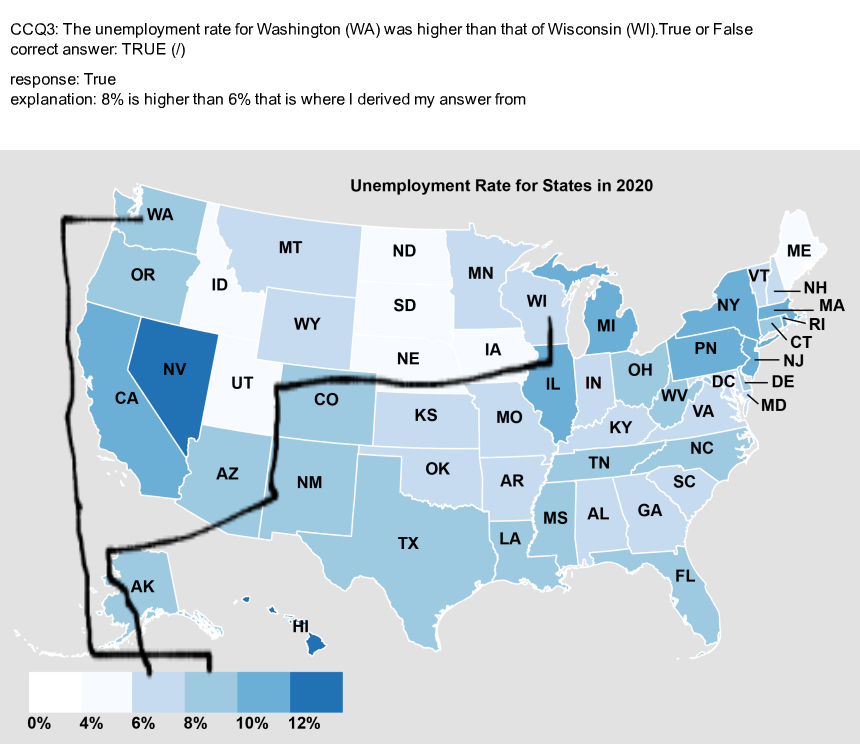 CCQ3: The unemployment rate for Washington (WA) was higher than that of Wisconsin (WI).True or False
correct answer: TRUE (/)
response: True
explanation: 8% is higher than 6% that is where I derived my answer from
Unemployment Rate for States in 2020
WA
MT
ND
MN
ME
OR
ID
SD
WI
VT
NH
WY
MI
NY
MA
RI
NV
UT
NE
IA
PN
CT
NJ
CA
CO
IL
IN
OH
DC
DE
WV
MD
KS
MO
KY
VA
AZ
NM
OK
AR
TN
NC
SC
TX
LA
MS
AL
GA
AK
FL
HI
0% 4% 6% 8% 10% 12%